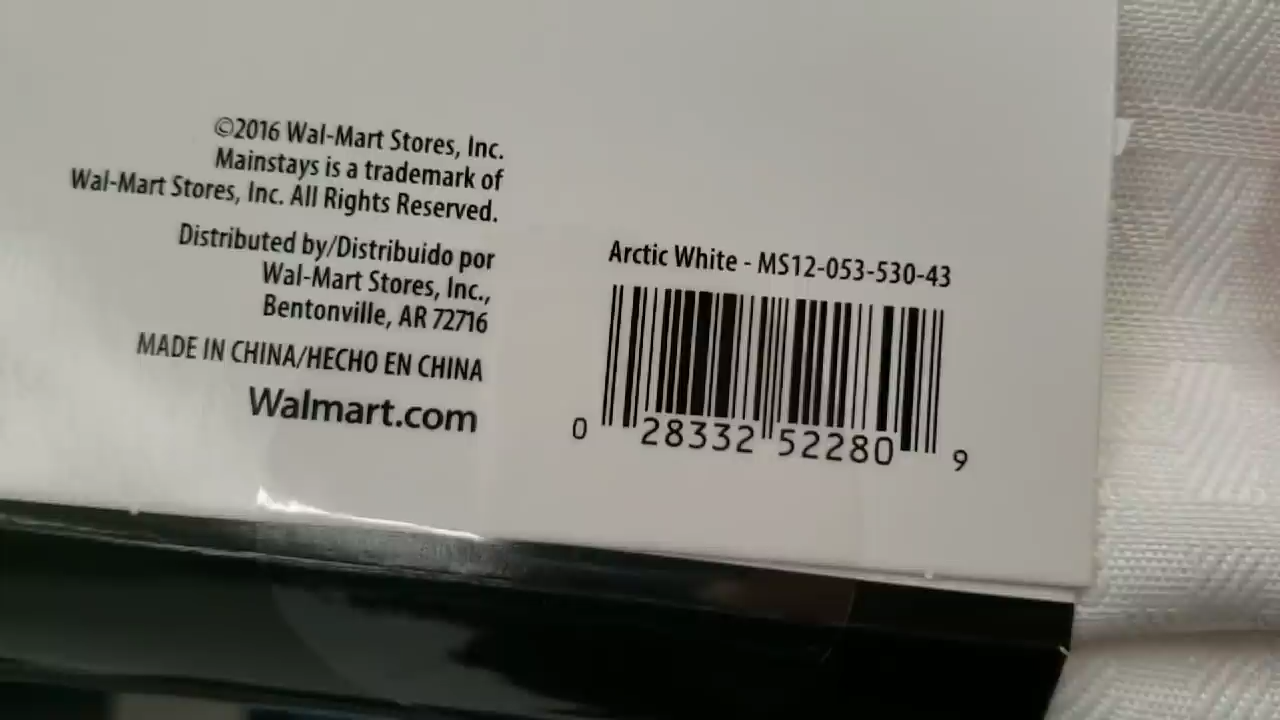 ©2016 Wal-Mart Stores, Inc.
Mainstays is a trademark of
Wal-Mart Stores, Inc. All Rights Reserved.
Distributed by/Distribuido por
Wal-Mart Stores, Inc.,
Bentonville, AR 72716
MADE IN CHINA/HECHO EN CHINA
Walmart.com
Arctic White - MS12-053-530-43
0 28332 52280 9